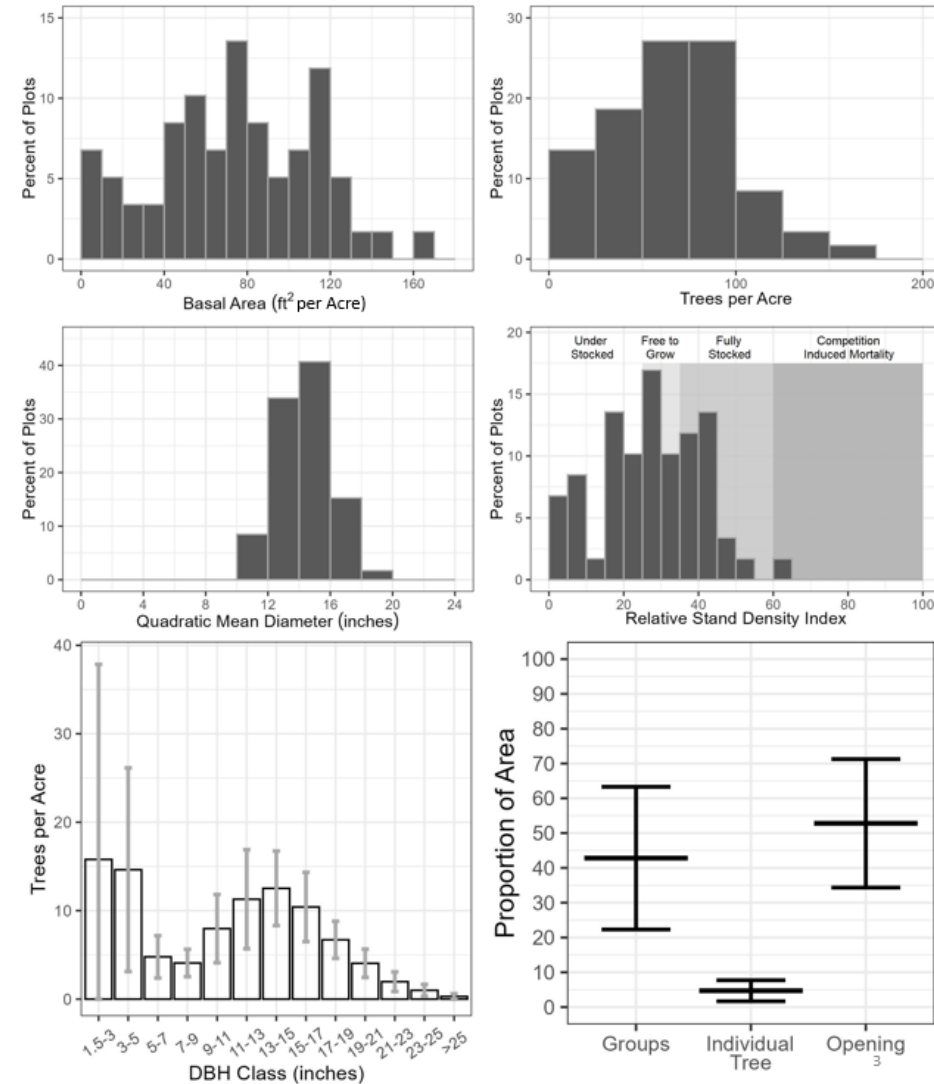 15
10
5
0
Percent of Plots
0
40
80
120
160
Basal Area (ft² per Acre)
30
20
10
0
Percent of Plots
100
200
Trees per Acre
40
30
20
10
0
Percent of Plots
0
4
8
12
16
20
24
Quadratic Mean Diameter (inches)
20
15
10
5
0
Percent of Plots
Under
Stocked
Free to
Grow
Fully
Stocked
Competition
Induced Mortality
0
20
40
60
80
100
Relative Stand Density Index
40
30
20
10
0
Trees per Acre
1.5-3
3-5
5-7
7-9
9-11
11-13
13-15
15-17
17-19
19-21
21-23
23-25
>25
DBH Class (inches)
100
90
80
70
60
50
40
30
20
10
0
Proportion of Area
Groups
Individual
Tree
Opening
3